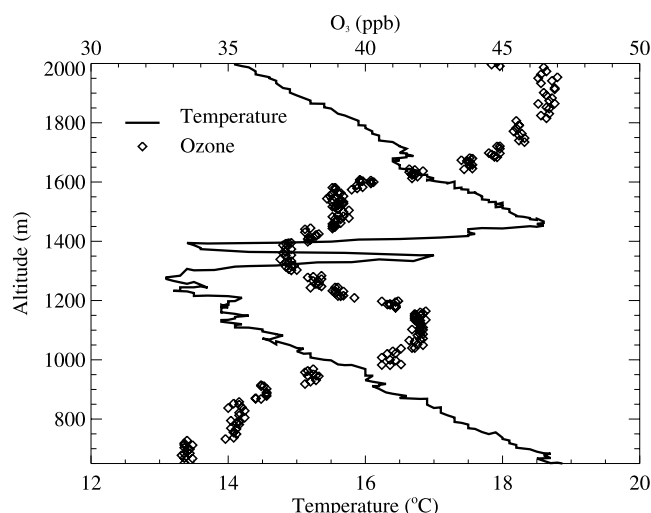 O₃ (ppb)
30 35 40 45 50
2000
1800
1600
1400
1200
1000
800
Altitude (m)
Temperature
Ozone
12 14 16 18 20
Temperature (°C)